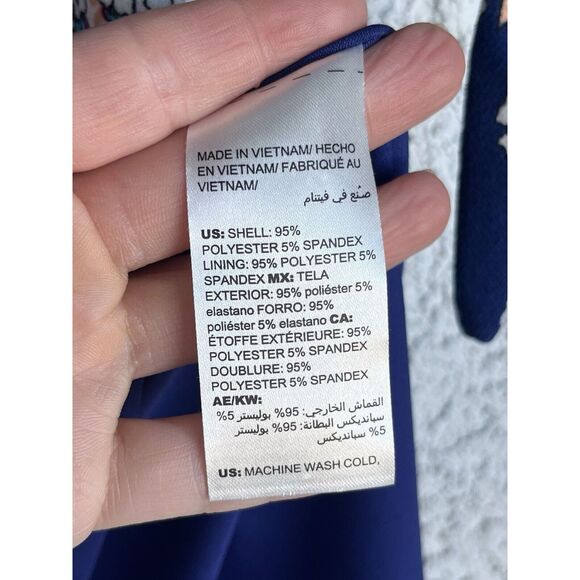 MADE IN VIETNAM/ HECHO
EN VIETNAM/ FABRIQUÉ AU
VIETNAM/
صُنع في فيتنام
US: SHELL: 95%
POLYESTER 5% SPANDEX
LINING: 95% POLYESTER 5%
SPANDEX MX: TELA
EXTERIOR: 95% poliéster 5%
elastano FORRO: 95%
poliéster 5% elastano CA:
ÉTOFFE EXTÉRIEURE: 95%
POLYESTER 5% SPANDEX
DOUBLURE: 95%
POLYESTER 5% SPANDEX
AE/KW:
القماش الخارجي: 95% بوليستر 5%
سبانديكس البطانة: 95% بوليستر
5% سبانديكس
US: MACHINE WASH COLD,